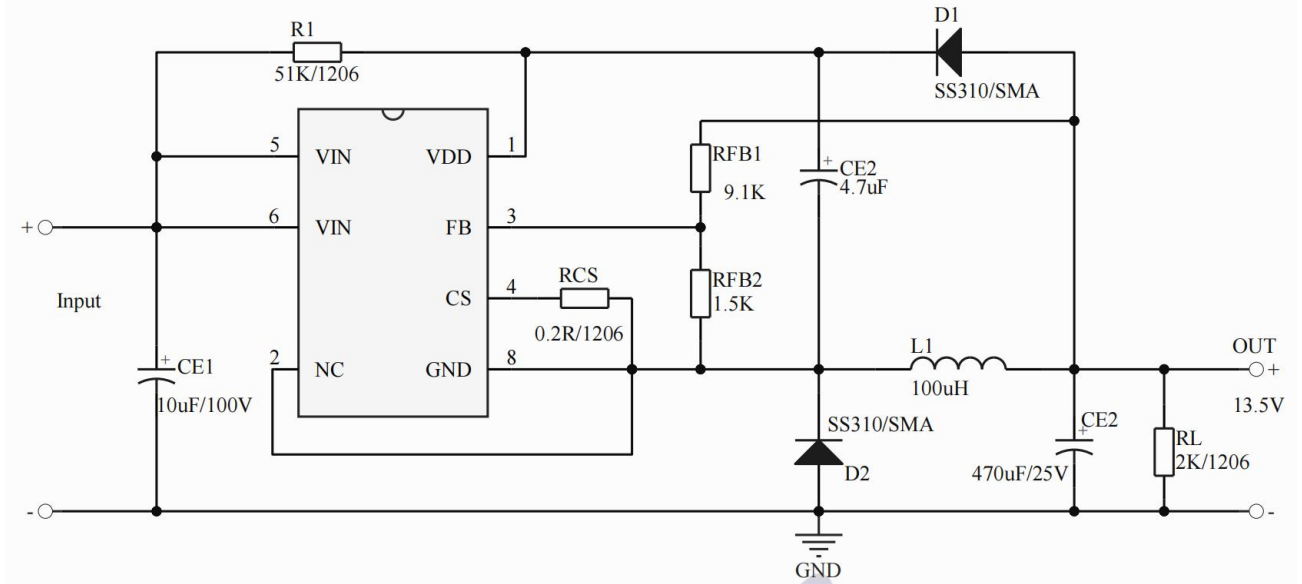 D1
R1
51K/1206
SS310/SMA
5
VIN
VDD
1
RFB1
9.1K
+
CE2
4.7uF
+
6
VIN
FB
3
Input
CS
4
RCS
0.2R/1206
RFB2
1.5K
+
CE1
10uF/100V
2
NC
GND
8
L1
100uH
OUT
+
13.5V
SS310/SMA
D2
+
CE2
470uF/25V
RL
2K/1206
-
-
GND